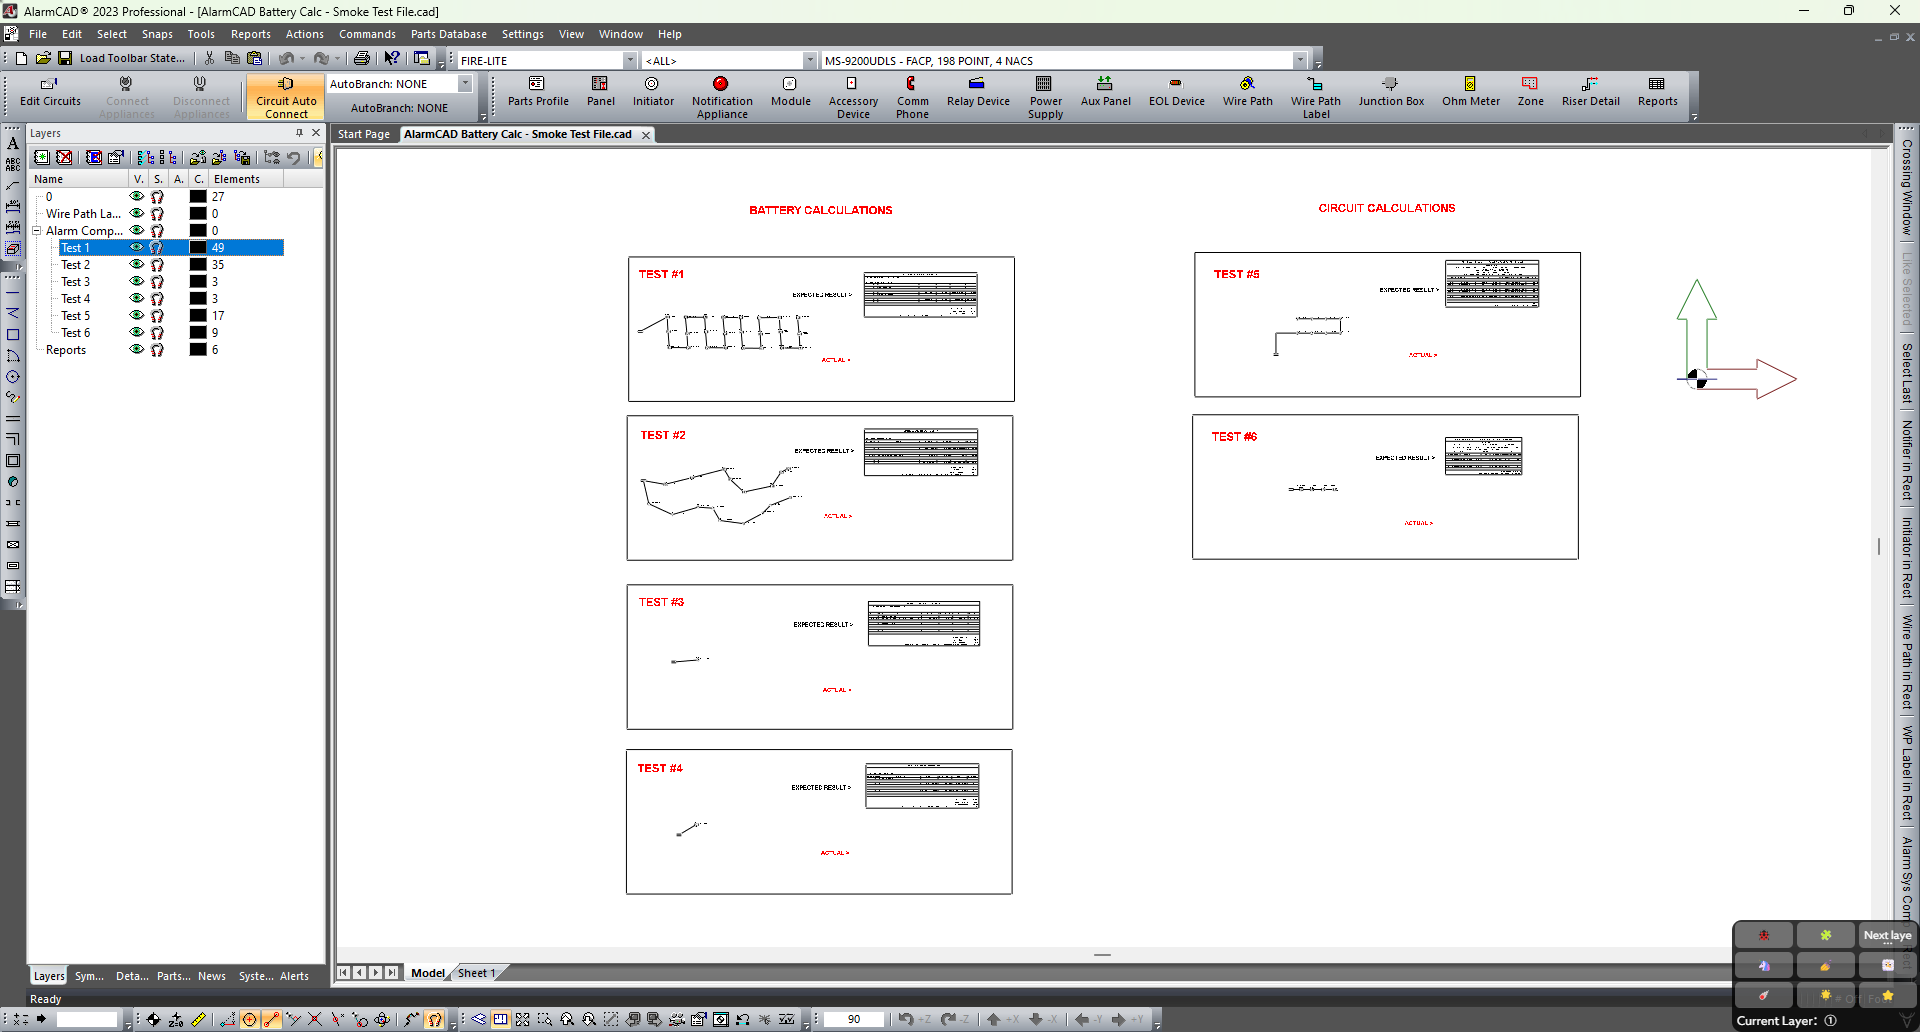 AlarmCAD® 2023 Professional - [AlarmCAD Battery Calc - Smoke Test File.cad]
File Edit Select Snaps Tools Reports Actions Commands Parts Database Settings View Window Help
Load Toolbar State...
FIRE-LITE
<ALL>
MS-9200UDLS - FACP, 198 POINT, 4 NACS
Edit Circuits
Connect Appliances
Disconnect Appliances
Circuit Auto Connect
AutoBranch: NONE
AutoBranch: NONE
Parts Profile
Panel
Initiator
Notification Appliance
Module
Accessory Device
Comm Phone
Relay Device
Power Supply
Aux Panel
EOL Device
Wire Path
Wire Path Label
Junction Box
Ohm Meter
Zone
Riser Detail
Reports
Layers
Start Page
AlarmCAD Battery Calc - Smoke Test File.cad
Name V. S. A. C. Elements
0 27
Wire Path La... 0
Alarm Comp... 0
Test 1 49
Test 2 35
Test 3 3
Test 4 3
Test 5 17
Test 6 9
Reports 6
BATTERY CALCULATIONS
CIRCUIT CALCULATIONS
TEST #1
EXPECTED RESULT >
ACTUAL >
TEST #2
EXPECTED RESULT >
ACTUAL >
TEST #3
EXPECTED RESULT >
ACTUAL >
TEST #4
EXPECTED RESULT >
ACTUAL >
TEST #5
EXPECTED RESULT >
ACTUAL >
TEST #6
EXPECTED RESULT >
ACTUAL >
Crossing Window
Like Selected
Select Last
Notifier in Rect
Initiator in Rect
Wire Path in Rect
WP Label in Rect
Alarm Sys Com
Layers Sym... Deta... Parts... News Syste... Alerts
Model Sheet 1
Ready
Next laye
...
Current Layer: 1
90
+Z -Z +X -X -Y +Y